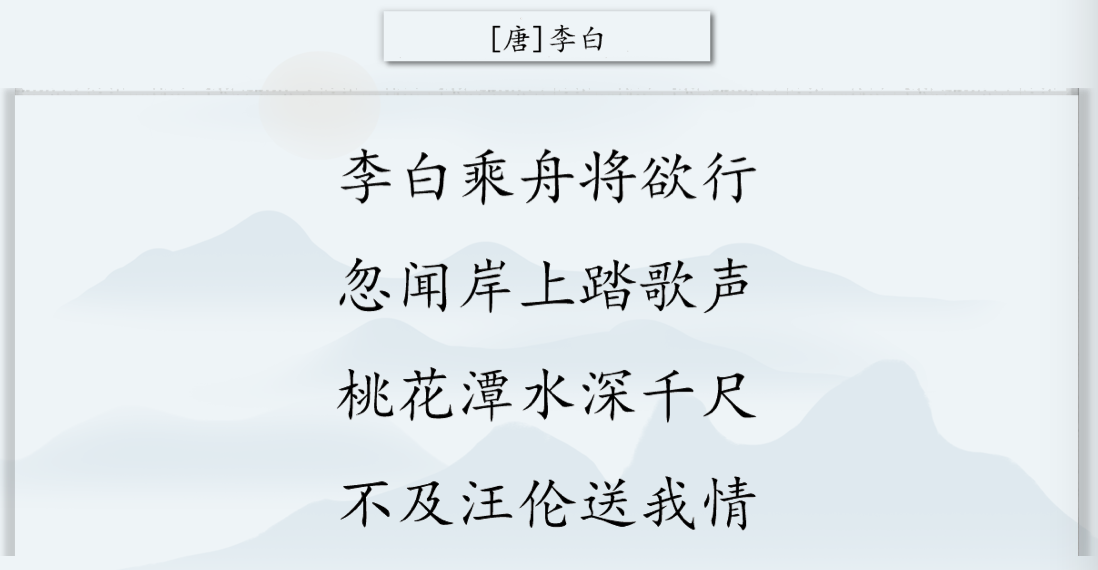 [唐]李白
李白乘舟将欲行
忽闻岸上踏歌声
桃花潭水深千尺
不及汪伦送我情